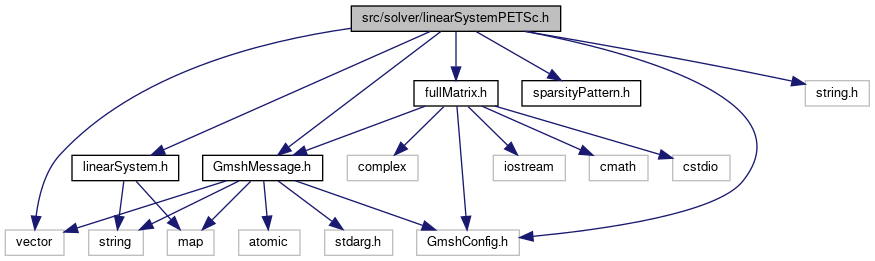 src/solver/linearSystemPETSc.h
fullMatrix.h
sparsityPattern.h
string.h
linearSystem.h
GmshMessage.h
complex
iostream
cmath
cstdio
vector
string
map
atomic
stdarg.h
GmshConfig.h